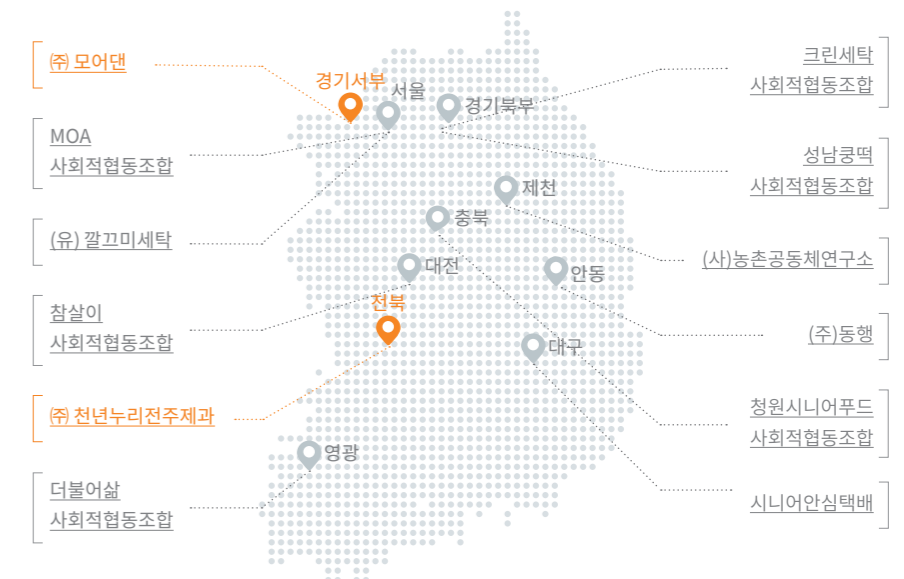 ㈜ 모어댄
MOA
사회적협동조합
(유) 깔끄미세탁
참살이
사회적협동조합
㈜ 천년누리전주제과
더불어삶
사회적협동조합
경기서부
서울
경기북부
제천
충북
대전
안동
전북
대구
영광
크린세탁
사회적협동조합
성남쿵떡
사회적협동조합
(사)농촌공동체연구소
(주)동행
청원시니어푸드
사회적협동조합
시니어안심택배